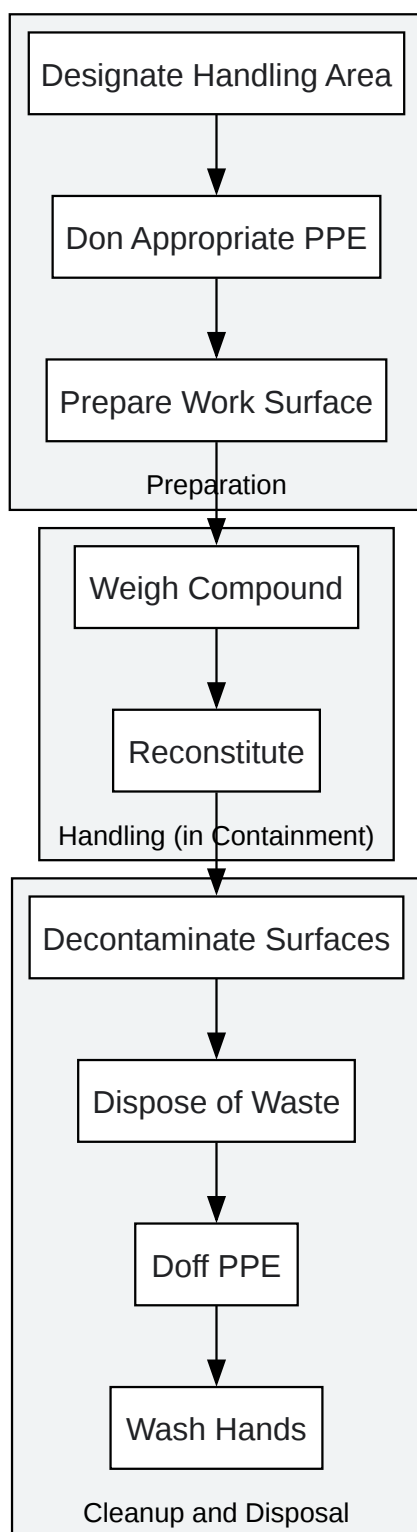 Designate Handling Area
Don Appropriate PPE
Prepare Work Surface
Preparation
Weigh Compound
Reconstitute
Handling (in Containment)
Decontaminate Surfaces
Dispose of Waste
Doff PPE
Wash Hands
Cleanup and Disposal